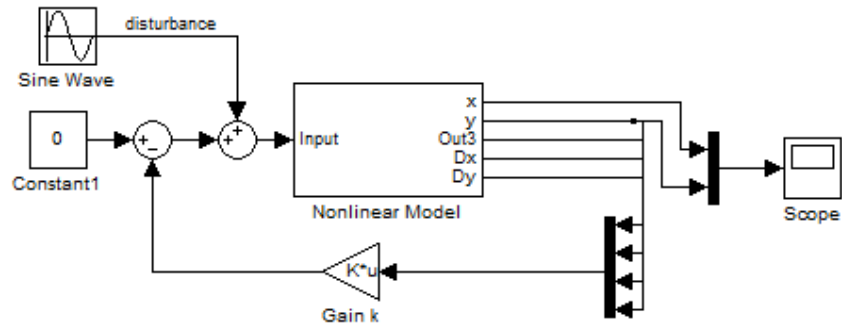 disturbance
Sine Wave
0
Constant1
+
−
+
+
Input
x
y
Out3
Dx
Dy
Nonlinear Model
Scope
K*u
Gain k